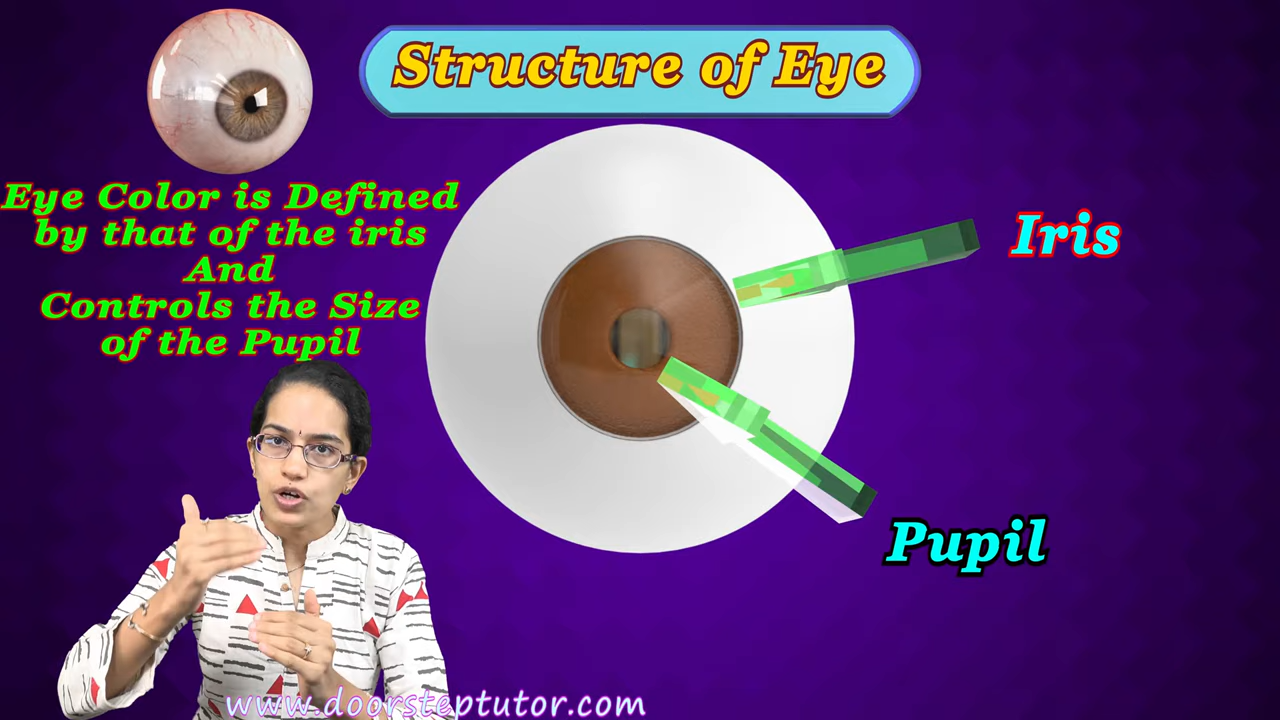 Structure of Eye
Eye Color is Defined
by that of the iris
And
Controls the Size
of the Pupil
Iris
Pupil
www.doorsteptutor.com